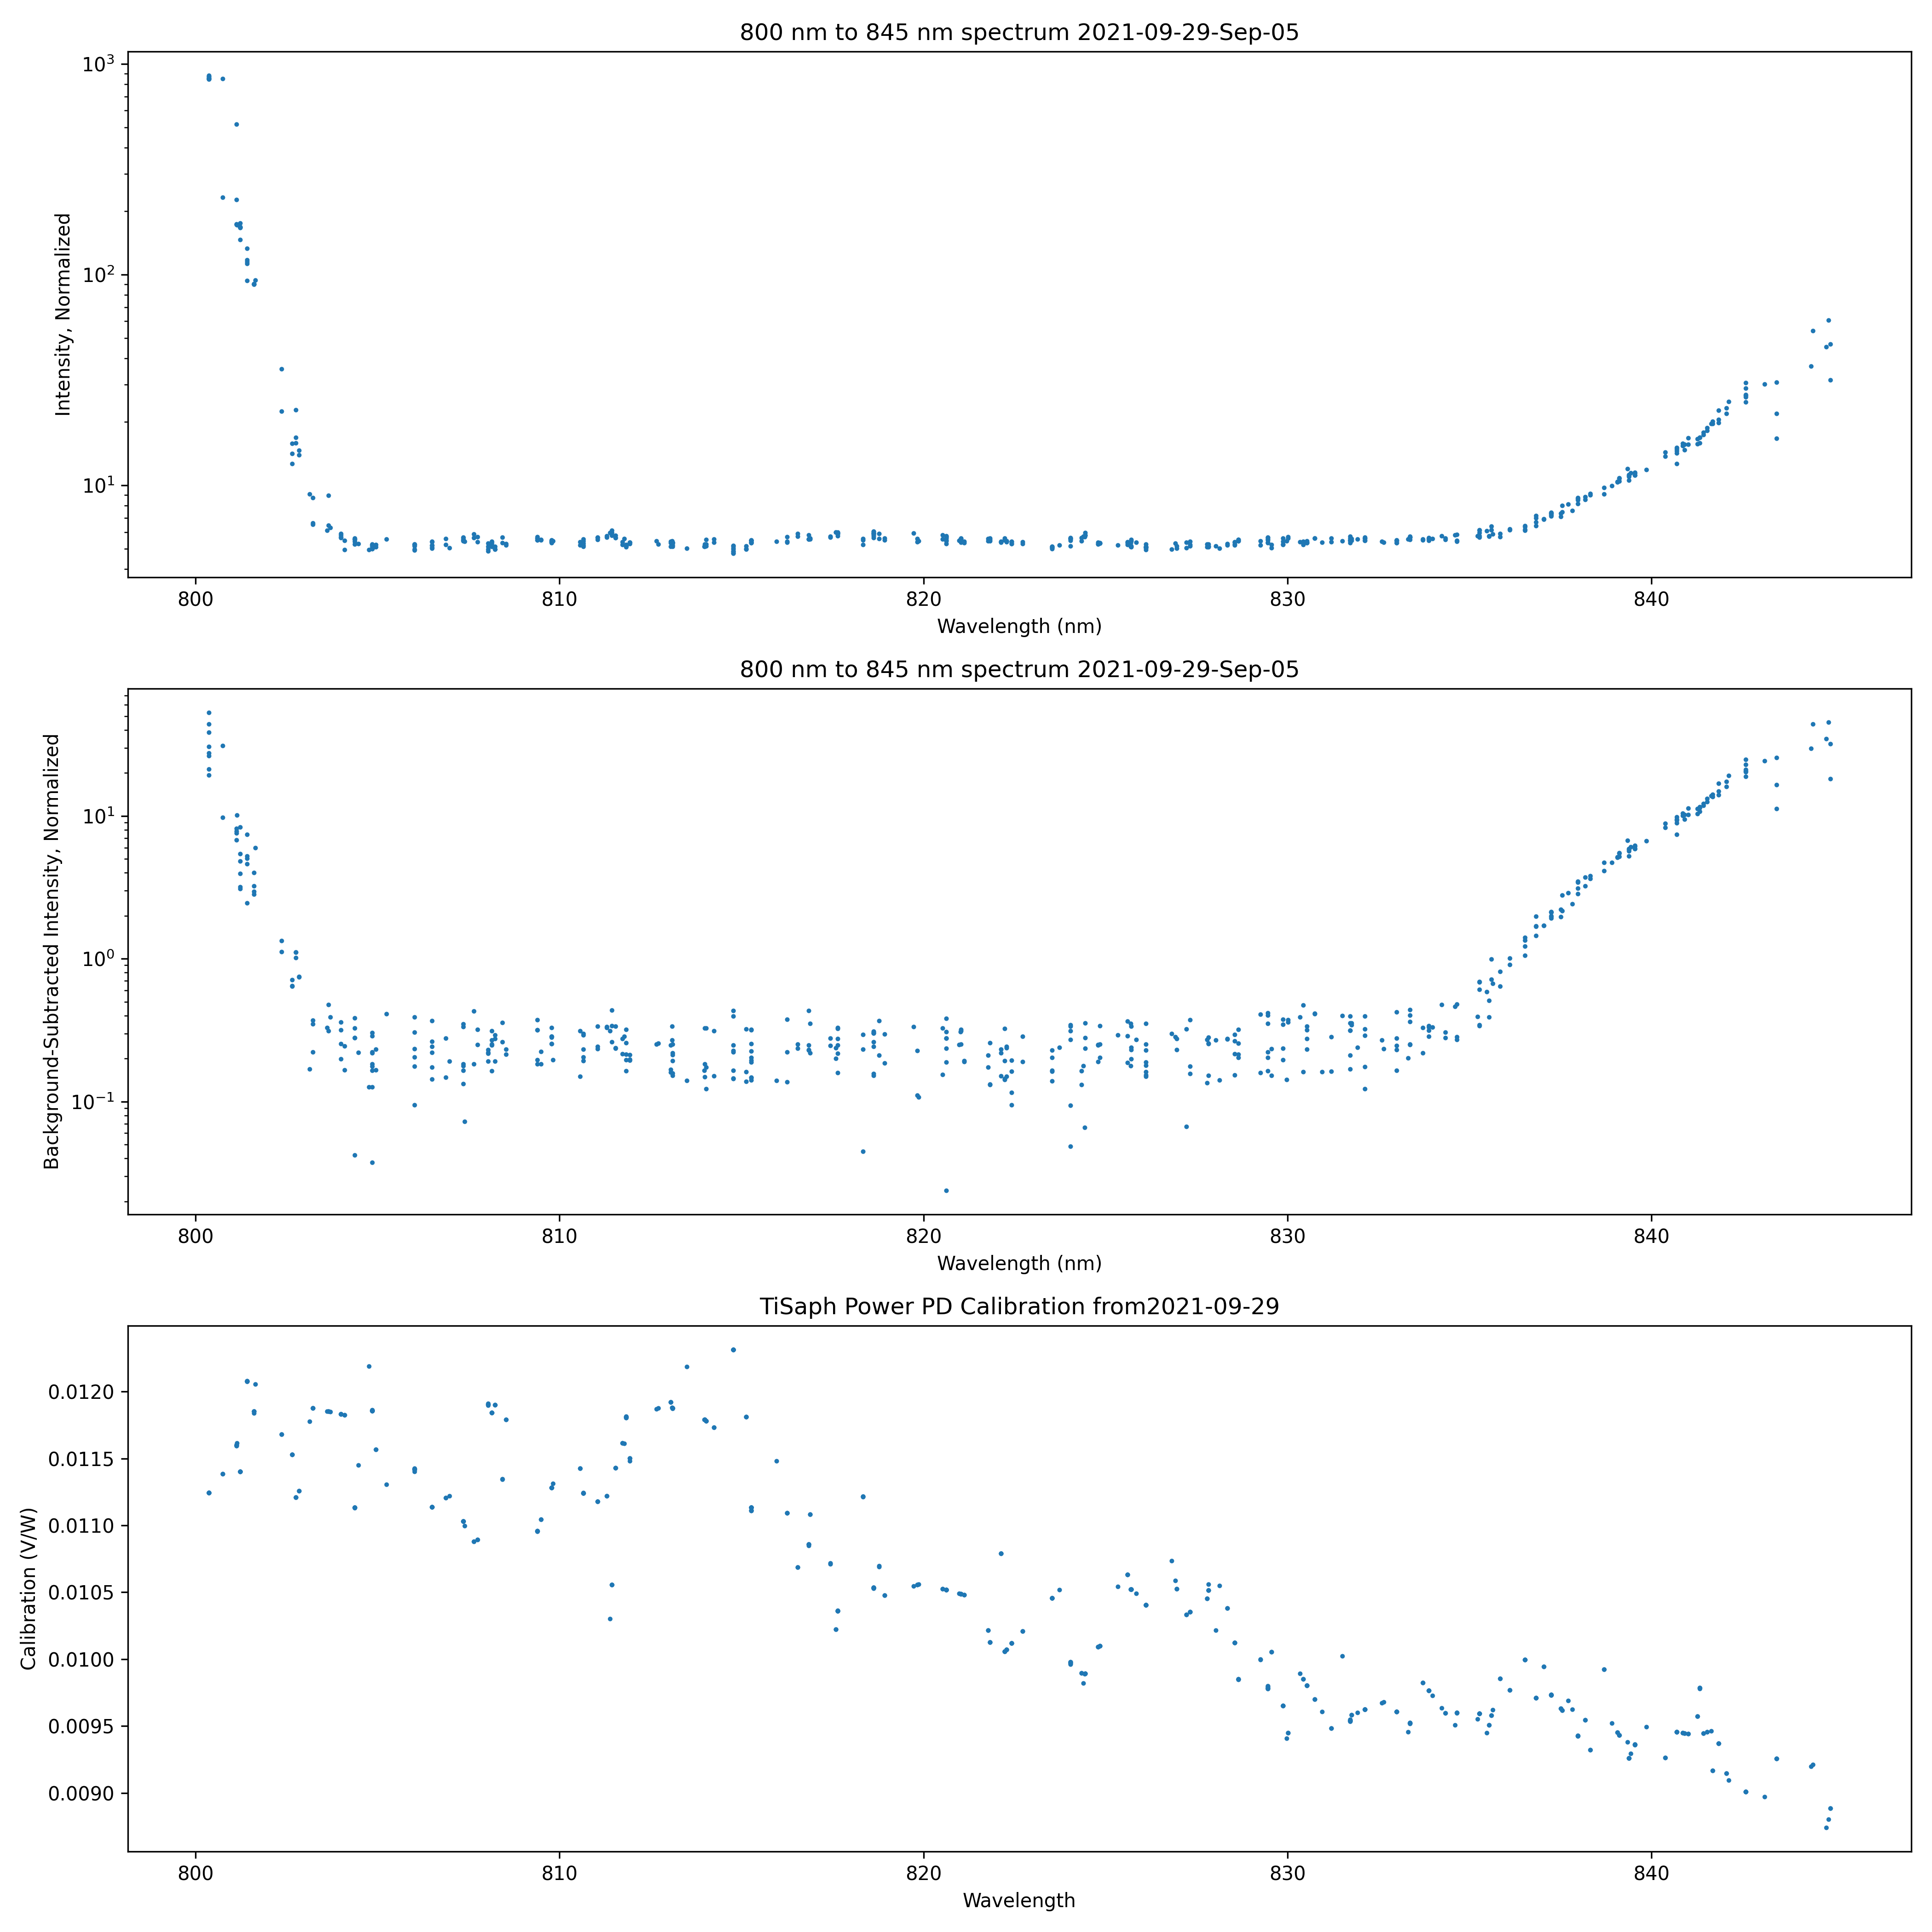 800 nm to 845 nm spectrum 2021-09-29-Sep-05
Intensity, Normalized
10³
10²
10¹
800 810 820 830 840
Wavelength (nm)
800 nm to 845 nm spectrum 2021-09-29-Sep-05
Background-Subtracted Intensity, Normalized
10¹
10⁰
10⁻¹
800 810 820 830 840
Wavelength (nm)
TiSaph Power PD Calibration from2021-09-29
Calibration (V/W)
0.0120
0.0115
0.0110
0.0105
0.0100
0.0095
0.0090
800 810 820 830 840
Wavelength